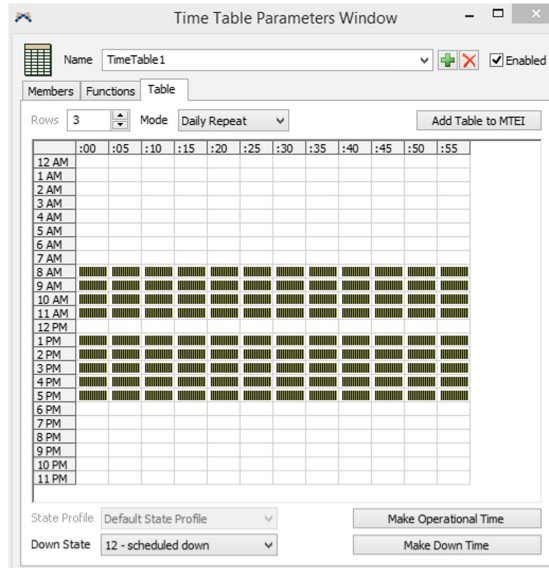 Time Table Parameters Window
Name TimeTable1 Enabled
Members Functions Table
Rows 3 Mode Daily Repeat Add Table to MTEI
:00 :05 :10 :15 :20 :25 :30 :35 :40 :45 :50 :55
12 AM
1 AM
2 AM
3 AM
4 AM
5 AM
6 AM
7 AM
8 AM
9 AM
10 AM
11 AM
12 PM
1 PM
2 PM
3 PM
4 PM
5 PM
6 PM
7 PM
8 PM
9 PM
10 PM
11 PM
State Profile Default State Profile Make Operational Time
Down State 12 - scheduled down Make Down Time